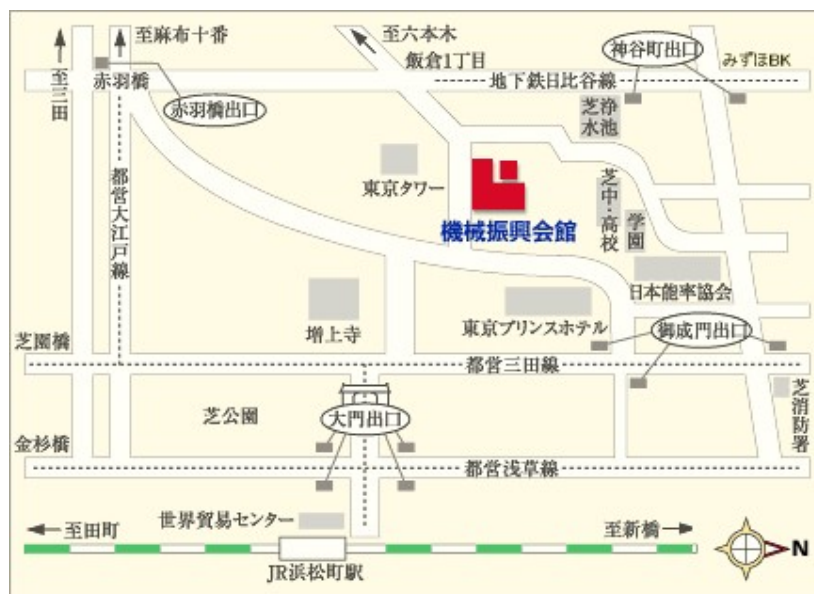 至麻布十番
至六本木
飯倉1丁目
神谷町出口
みずほBK
至三田
赤羽橋
地下鉄日比谷線
赤羽橋出口
芝浄水池
東京タワー
芝中・高校
学園
都営大江戸線
機械振興会館
日本能率協会
増上寺
東京プリンスホテル
御成門出口
芝園橋
都営三田線
芝公園
大門出口
芝消防署
金杉橋
都営浅草線
世界貿易センター
至田町
至新橋
N
JR浜松町駅